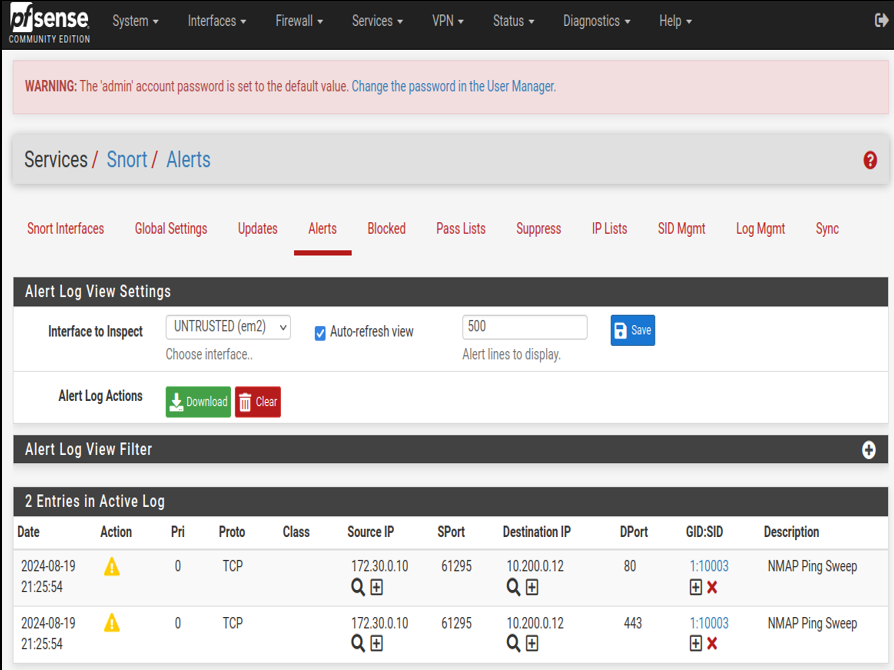 pfsense
COMMUNITY EDITION
System Interfaces Firewall Services VPN Status Diagnostics Help
WARNING: The 'admin' account password is set to the default value. Change the password in the User Manager.
Services / Snort / Alerts
Snort Interfaces Global Settings Updates Alerts Blocked Pass Lists Suppress IP Lists SID Mgmt Log Mgmt Sync
Alert Log View Settings
Interface to Inspect UNTRUSTED (em2) Auto-refresh view 500 Save
Choose interface.. Alert lines to display.
Alert Log Actions Download Clear
Alert Log View Filter
2 Entries in Active Log
Date Action Pri Proto Class Source IP SPort Destination IP DPort GID:SID Description
2024-08-19 0 TCP 172.30.0.10 61295 10.200.0.12 80 1:10003 NMAP Ping Sweep
21:25:54
2024-08-19 0 TCP 172.30.0.10 61295 10.200.0.12 443 1:10003 NMAP Ping Sweep
21:25:54